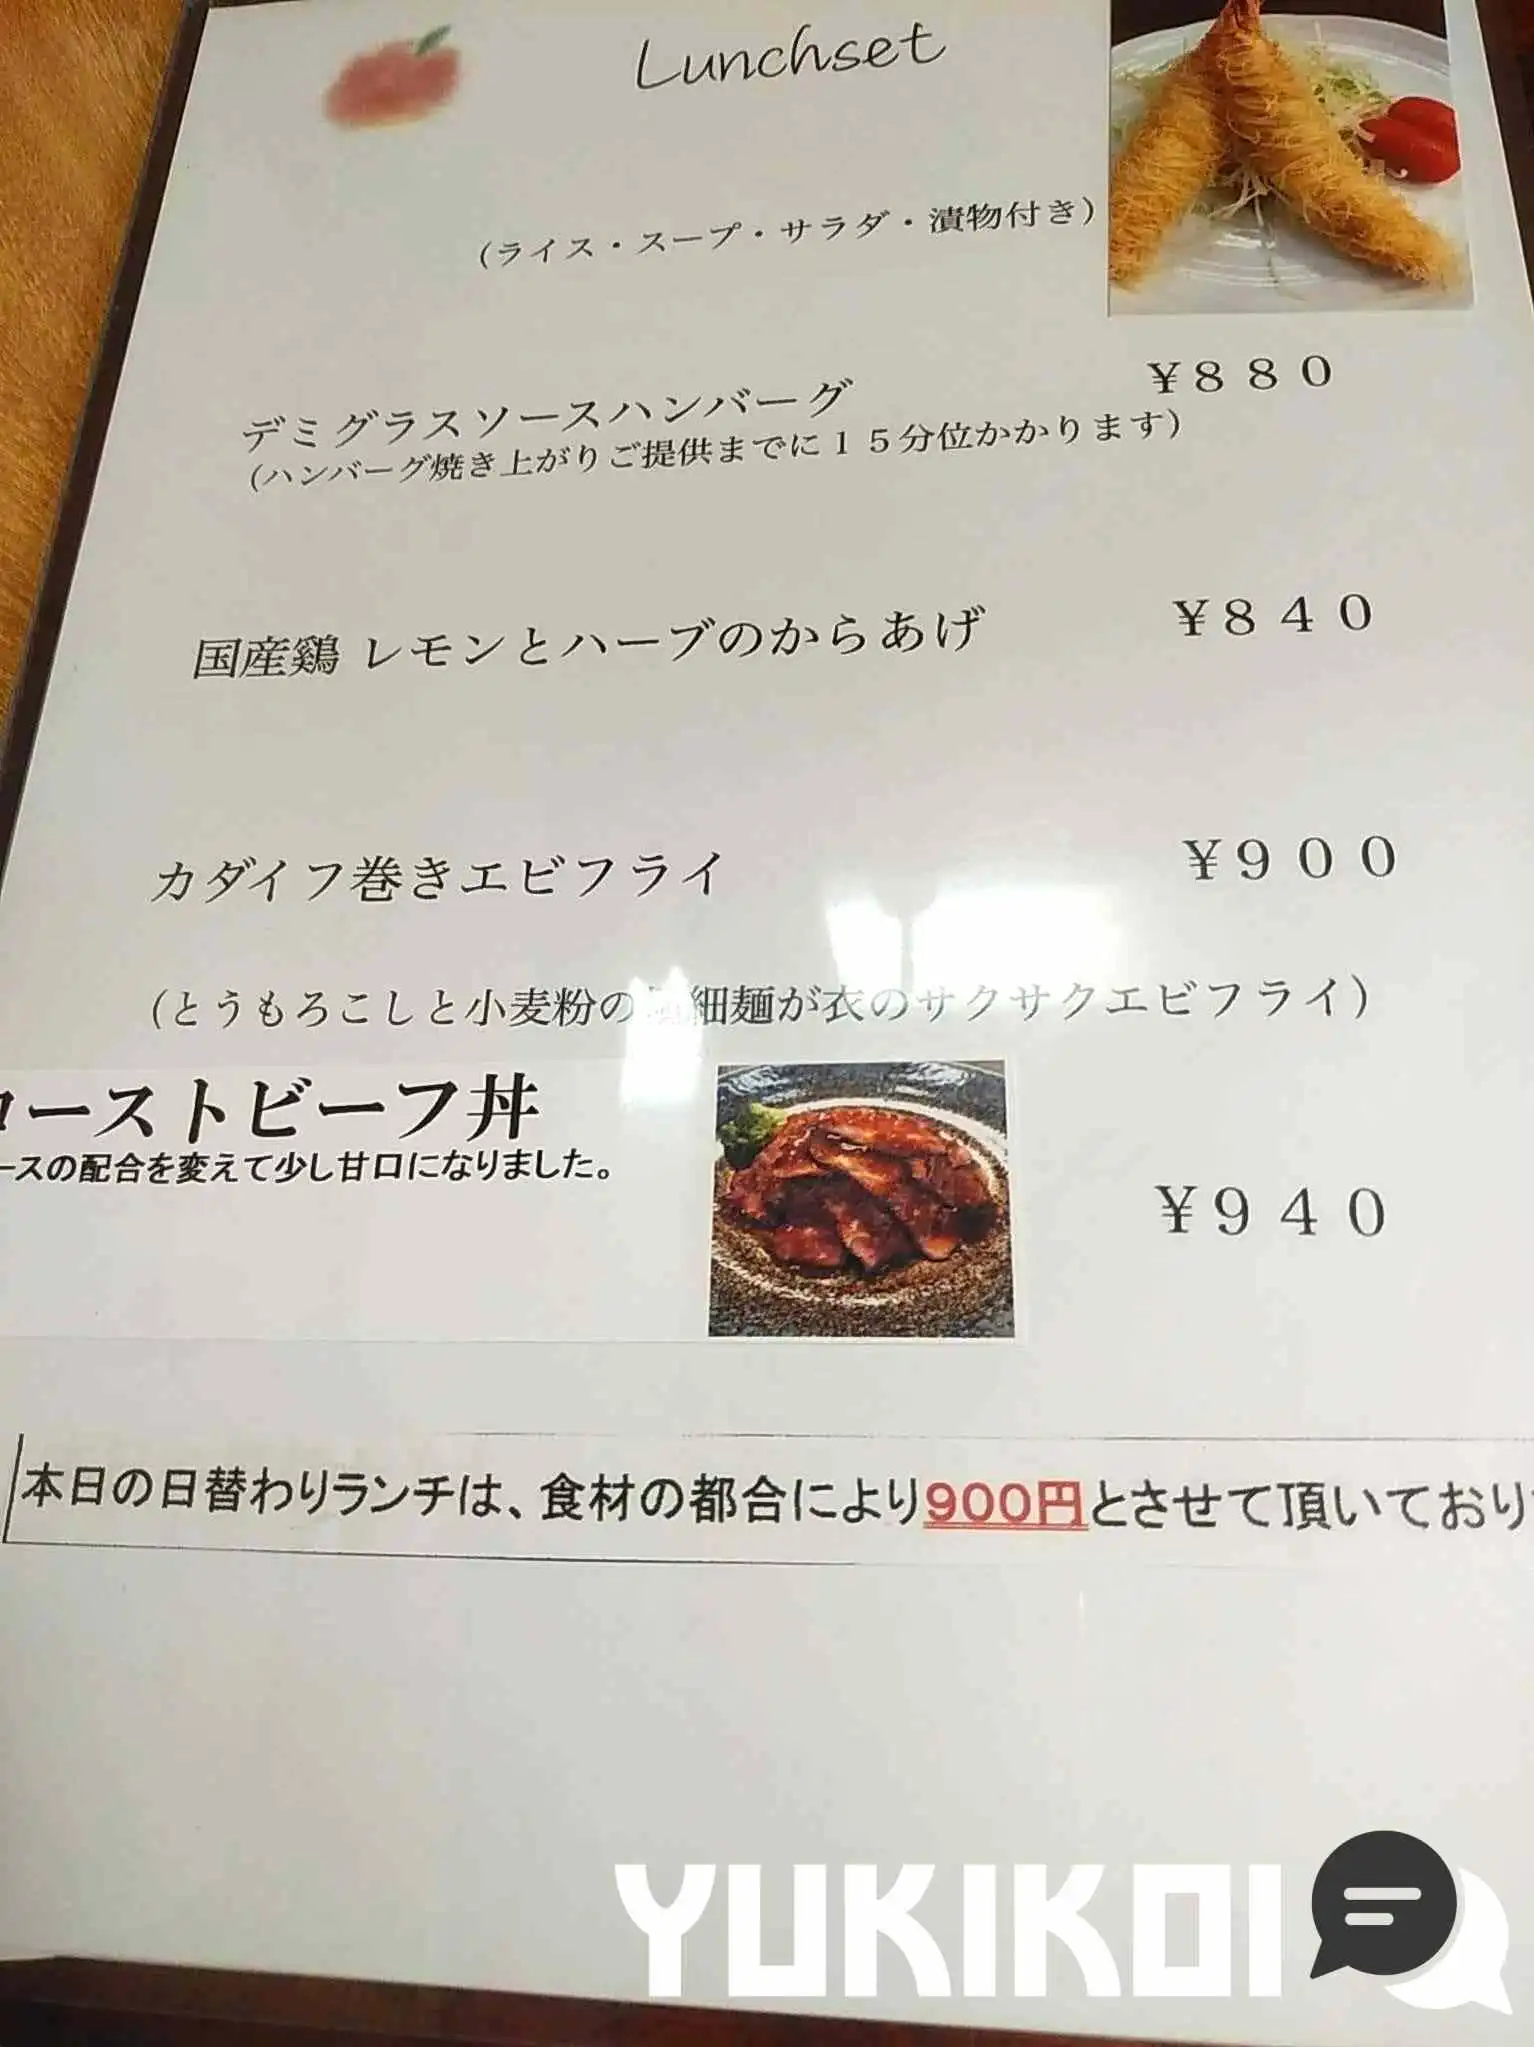 Lunchset
(ライス・スープ・サラダ・漬物付き)
デミグラスソースハンバーグ ¥880
(ハンバーグ焼き上がりご提供までに15分位かかります)
国産鶏 レモンとハーブのからあげ ¥840
カダイフ巻きエビフライ ¥900
(とうもろこしと小麦粉の 細麺が衣のサクサクエビフライ)
ーストビーフ丼
ースの配合を変えて少し甘口になりました。
¥940
本日の日替わりランチは、食材の都合により900円とさせて頂いており
YUKIKOI